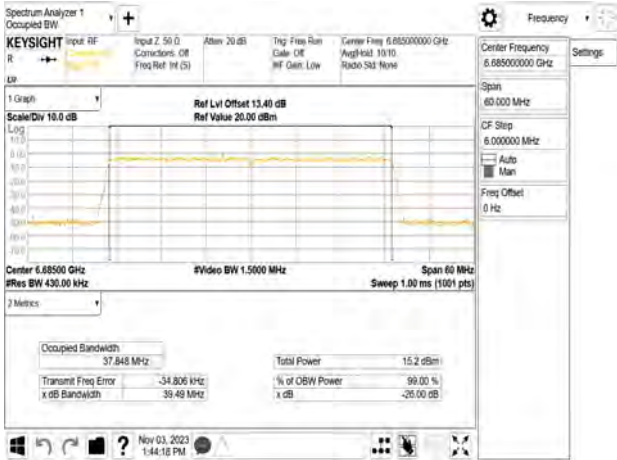 Spectrum Analyzer 1
Occupied BW
+
Frequency
KEYSIGHT
Input: RF
Input Z: 50 Ω
Atten: 20 dB
Trig: Free Run
Center Freq: 6.685000000 GHz
R
Corrections: Off
Gate: Off
Avg|Hold: 10/10
Freq Ref: Int (S)
#IF Gain: Low
Radio Std: None
Center Frequency
6.685000000 GHz
Settings
Span
60.000 MHz
CF Step
6.000000 MHz
Auto
Man
Freq Offset
0 Hz
1 Graph
Ref Lvl Offset 13.40 dB
Scale/Div 10.0 dB
Ref Value 20.00 dBm
Log
Center 6.68500 GHz
#Video BW 1.5000 MHz
Span 60 MHz
#Res BW 430.00 kHz
Sweep 1.00 ms (1001 pts)
2 Metrics
Occupied Bandwidth
37.848 MHz
Total Power
15.2 dBm
Transmit Freq Error
-34.806 kHz
% of OBW Power
99.00 %
x dB Bandwidth
39.49 MHz
x dB
-26.00 dB
?
Nov 03, 2023
1:44:18 PM